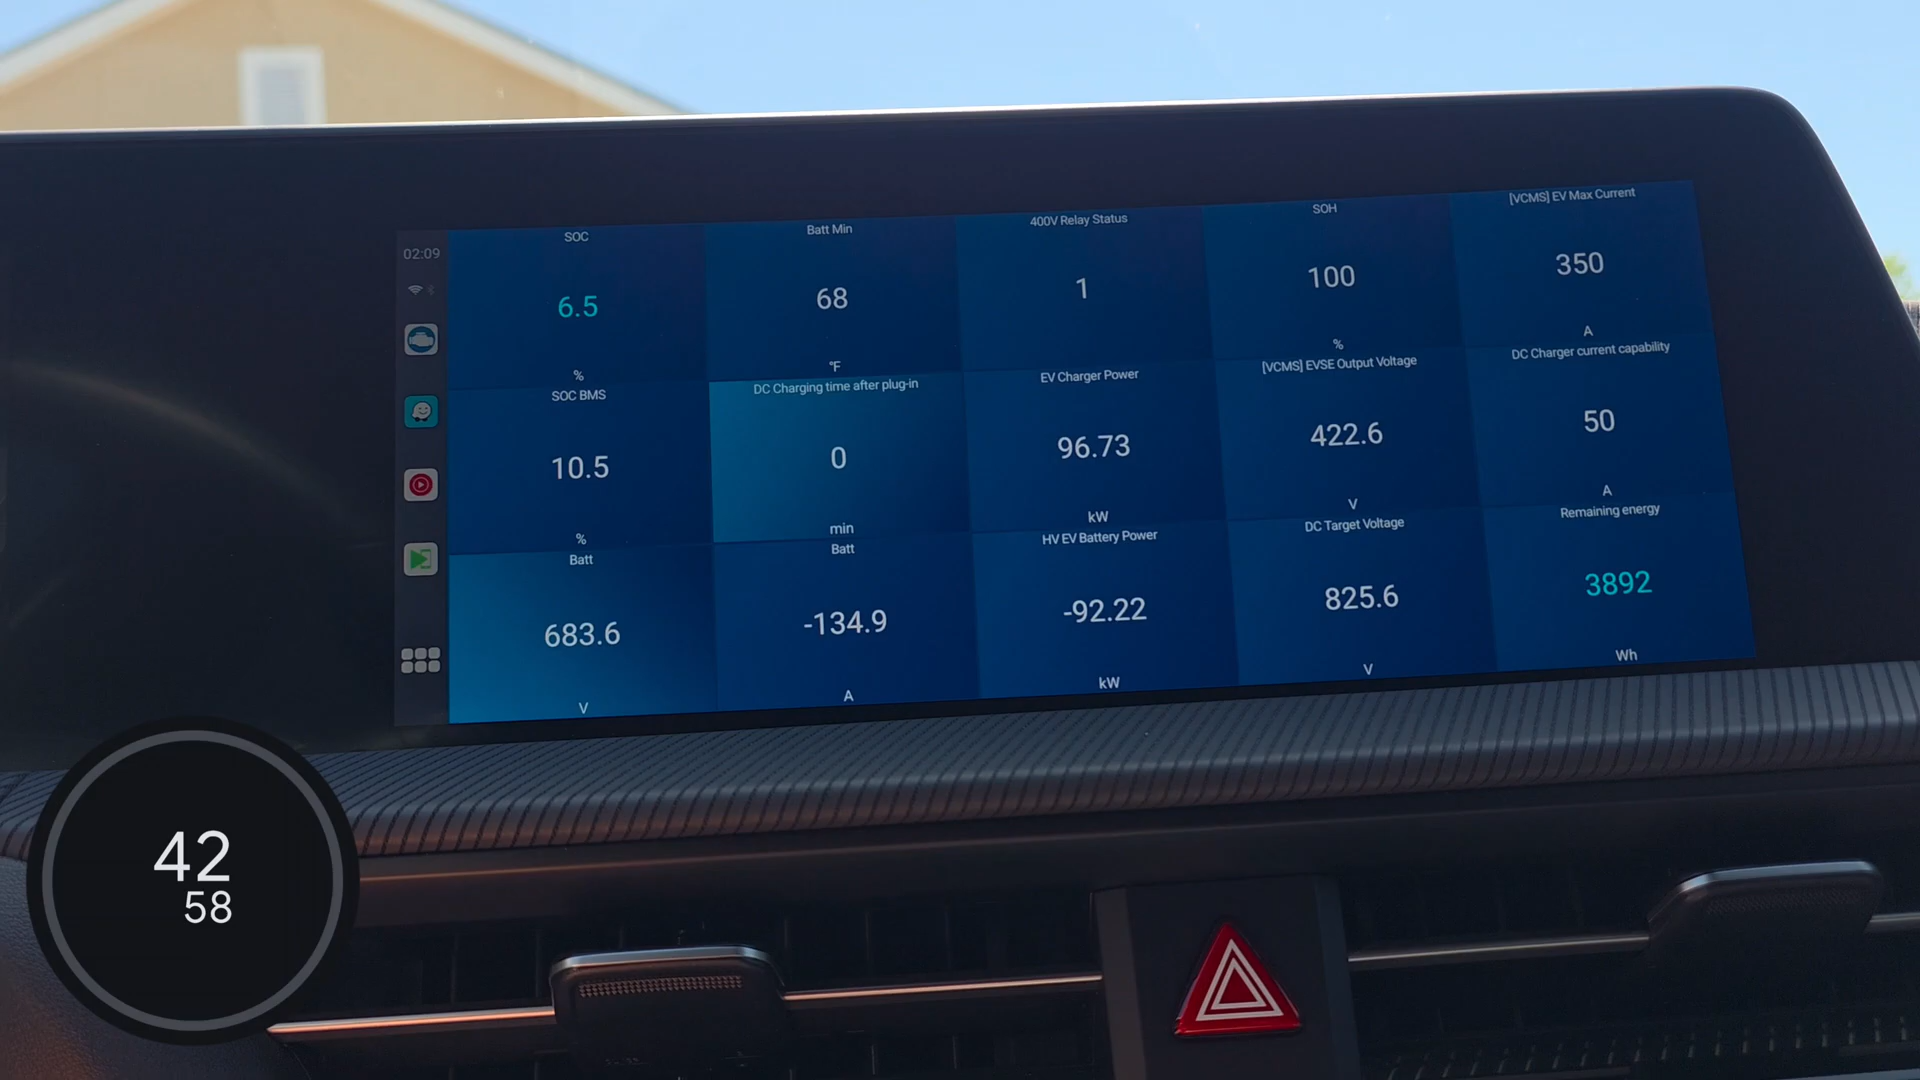 02:09
SOC
6.5
%
Batt Min
68
°F
400V Relay Status
1
SOH
100
%
[VCMS] EV Max Current
350
A
SOC BMS
10.5
%
DC Charging time after plug-in
0
min
EV Charger Power
96.73
kW
[VCMS] EVSE Output Voltage
422.6
V
DC Charger current capability
50
A
Batt
683.6
V
Batt
-134.9
A
HV EV Battery Power
-92.22
kW
DC Target Voltage
825.6
V
Remaining energy
3892
Wh
42
58